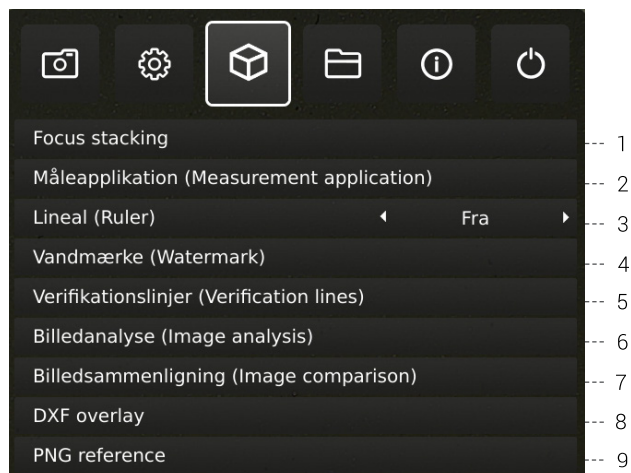 Focus stacking --- 1
Måleapplikation (Measurement application) --- 2
Lineal (Ruler) Fra --- 3
Vandmærke (Watermark) --- 4
Verifikationslinjer (Verification lines) --- 5
Billedanalyse (Image analysis) --- 6
Billedsammenligning (Image comparison) --- 7
DXF overlay --- 8
PNG reference --- 9